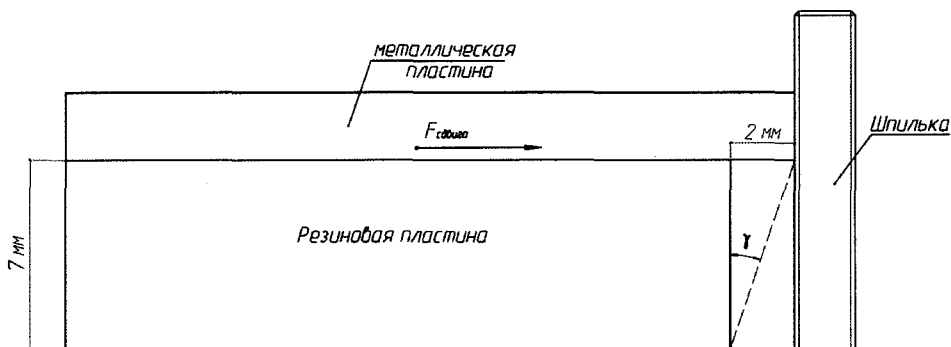 металлическая
пластина
Fсдвига
2 мм
Шпилька
7 мм
Резиновая пластина
γ